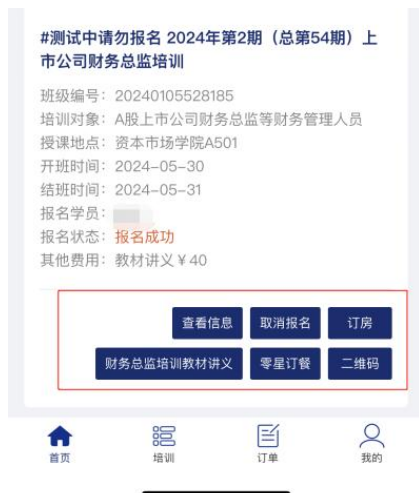 #测试中请勿报名 2024年第2期（总第54期）上
市公司财务总监培训
班级编号：20240105528185
培训对象：A股上市公司财务总监等财务管理人员
授课地点：资本市场学院A501
开班时间：2024-05-30
结班时间：2024-05-31
报名学员：
报名状态：报名成功
其他费用：教材讲义￥40
查看信息 取消报名 订房
财务总监培训教材讲义 零星订餐 二维码
首页 培训 订单 我的